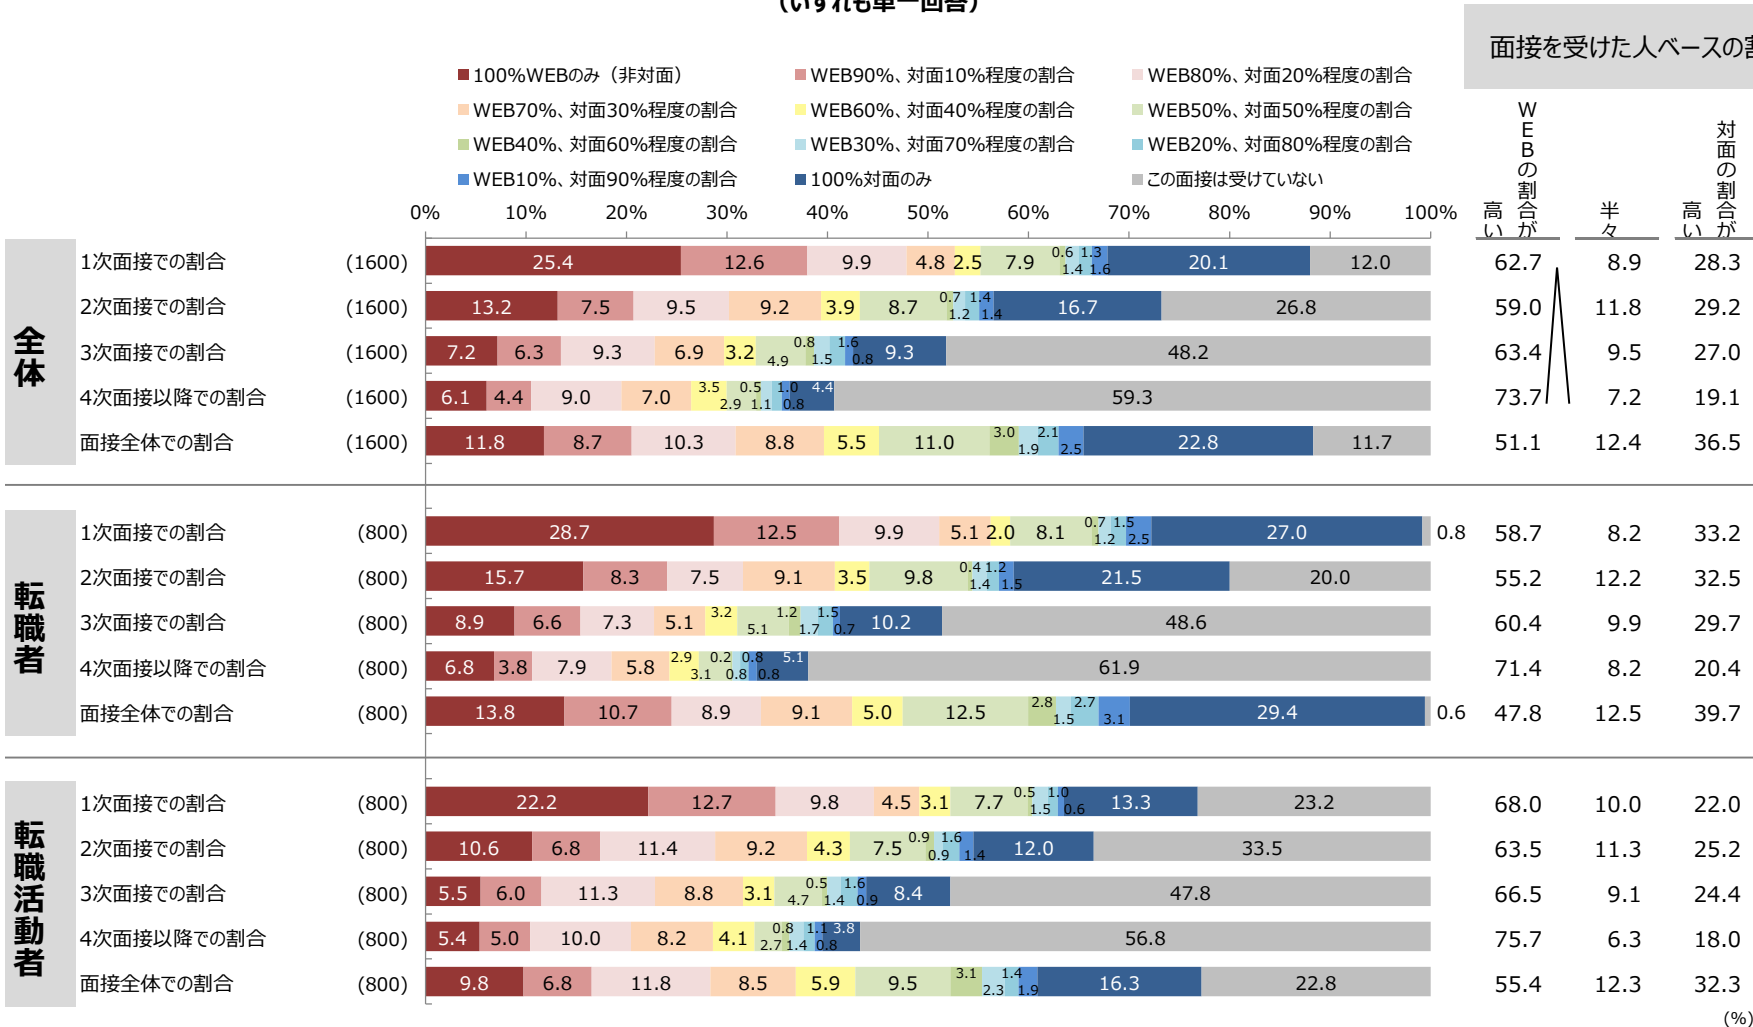 （いずれも単一回答）
面接を受けた人ベースの
100%WEBのみ（非対面） WEB90%、対面10%程度の割合 WEB80%、対面20%程度の割合
WEB70%、対面30%程度の割合 WEB60%、対面40%程度の割合 WEB50%、対面50%程度の割合
WEB40%、対面60%程度の割合 WEB30%、対面70%程度の割合 WEB20%、対面80%程度の割合
WEB10%、対面90%程度の割合 100%対面のみ この面接は受けていない
WEBの割合が高い 半々 対面の割合が高い
0% 10% 20% 30% 40% 50% 60% 70% 80% 90% 100%
全体
1次面接での割合 (1600) 25.4 12.6 9.9 4.8 2.5 7.9 0.6 1.4 1.3 1.6 20.1 12.0 62.7 8.9 28.3
2次面接での割合 (1600) 13.2 7.5 9.5 9.2 3.9 8.7 0.7 1.2 1.4 1.4 16.7 26.8 59.0 11.8 29.2
3次面接での割合 (1600) 7.2 6.3 9.3 6.9 3.2 4.9 0.8 1.5 1.6 0.8 9.3 48.2 63.4 9.5 27.0
4次面接以降での割合 (1600) 6.1 4.4 9.0 7.0 3.5 2.9 0.5 1.1 1.0 0.8 4.4 59.3 73.7 7.2 19.1
面接全体での割合 (1600) 11.8 8.7 10.3 8.8 5.5 11.0 3.0 1.9 2.1 2.5 22.8 11.7 51.1 12.4 36.5
転職者
1次面接での割合 (800) 28.7 12.5 9.9 5.1 2.0 8.1 0.7 1.2 1.5 2.5 27.0 0.8 58.7 8.2 33.2
2次面接での割合 (800) 15.7 8.3 7.5 9.1 3.5 9.8 0.4 1.4 1.2 1.5 21.5 20.0 55.2 12.2 32.5
3次面接での割合 (800) 8.9 6.6 7.3 5.1 3.2 5.1 1.2 1.7 1.5 0.7 10.2 48.6 60.4 9.9 29.7
4次面接以降での割合 (800) 6.8 3.8 7.9 5.8 2.9 3.1 0.2 0.8 0.8 0.8 5.1 61.9 71.4 8.2 20.4
面接全体での割合 (800) 13.8 10.7 8.9 9.1 5.0 12.5 2.8 1.5 2.7 3.1 29.4 0.6 47.8 12.5 39.7
転職活動者
1次面接での割合 (800) 22.2 12.7 9.8 4.5 3.1 7.7 0.5 1.5 1.0 0.6 13.3 23.2 68.0 10.0 22.0
2次面接での割合 (800) 10.6 6.8 11.4 9.2 4.3 7.5 0.9 0.9 1.6 1.4 12.0 33.5 63.5 11.3 25.2
3次面接での割合 (800) 5.5 6.0 11.3 8.8 3.1 4.7 0.5 1.4 1.6 0.9 8.4 47.8 66.5 9.1 24.4
4次面接以降での割合 (800) 5.4 5.0 10.0 8.2 4.1 2.7 0.8 1.4 1.1 0.8 3.8 56.8 75.7 6.3 18.0
面接全体での割合 (800) 9.8 6.8 11.8 8.5 5.9 9.5 3.1 2.3 1.4 1.9 16.3 22.8 55.4 12.3 32.3
(%)